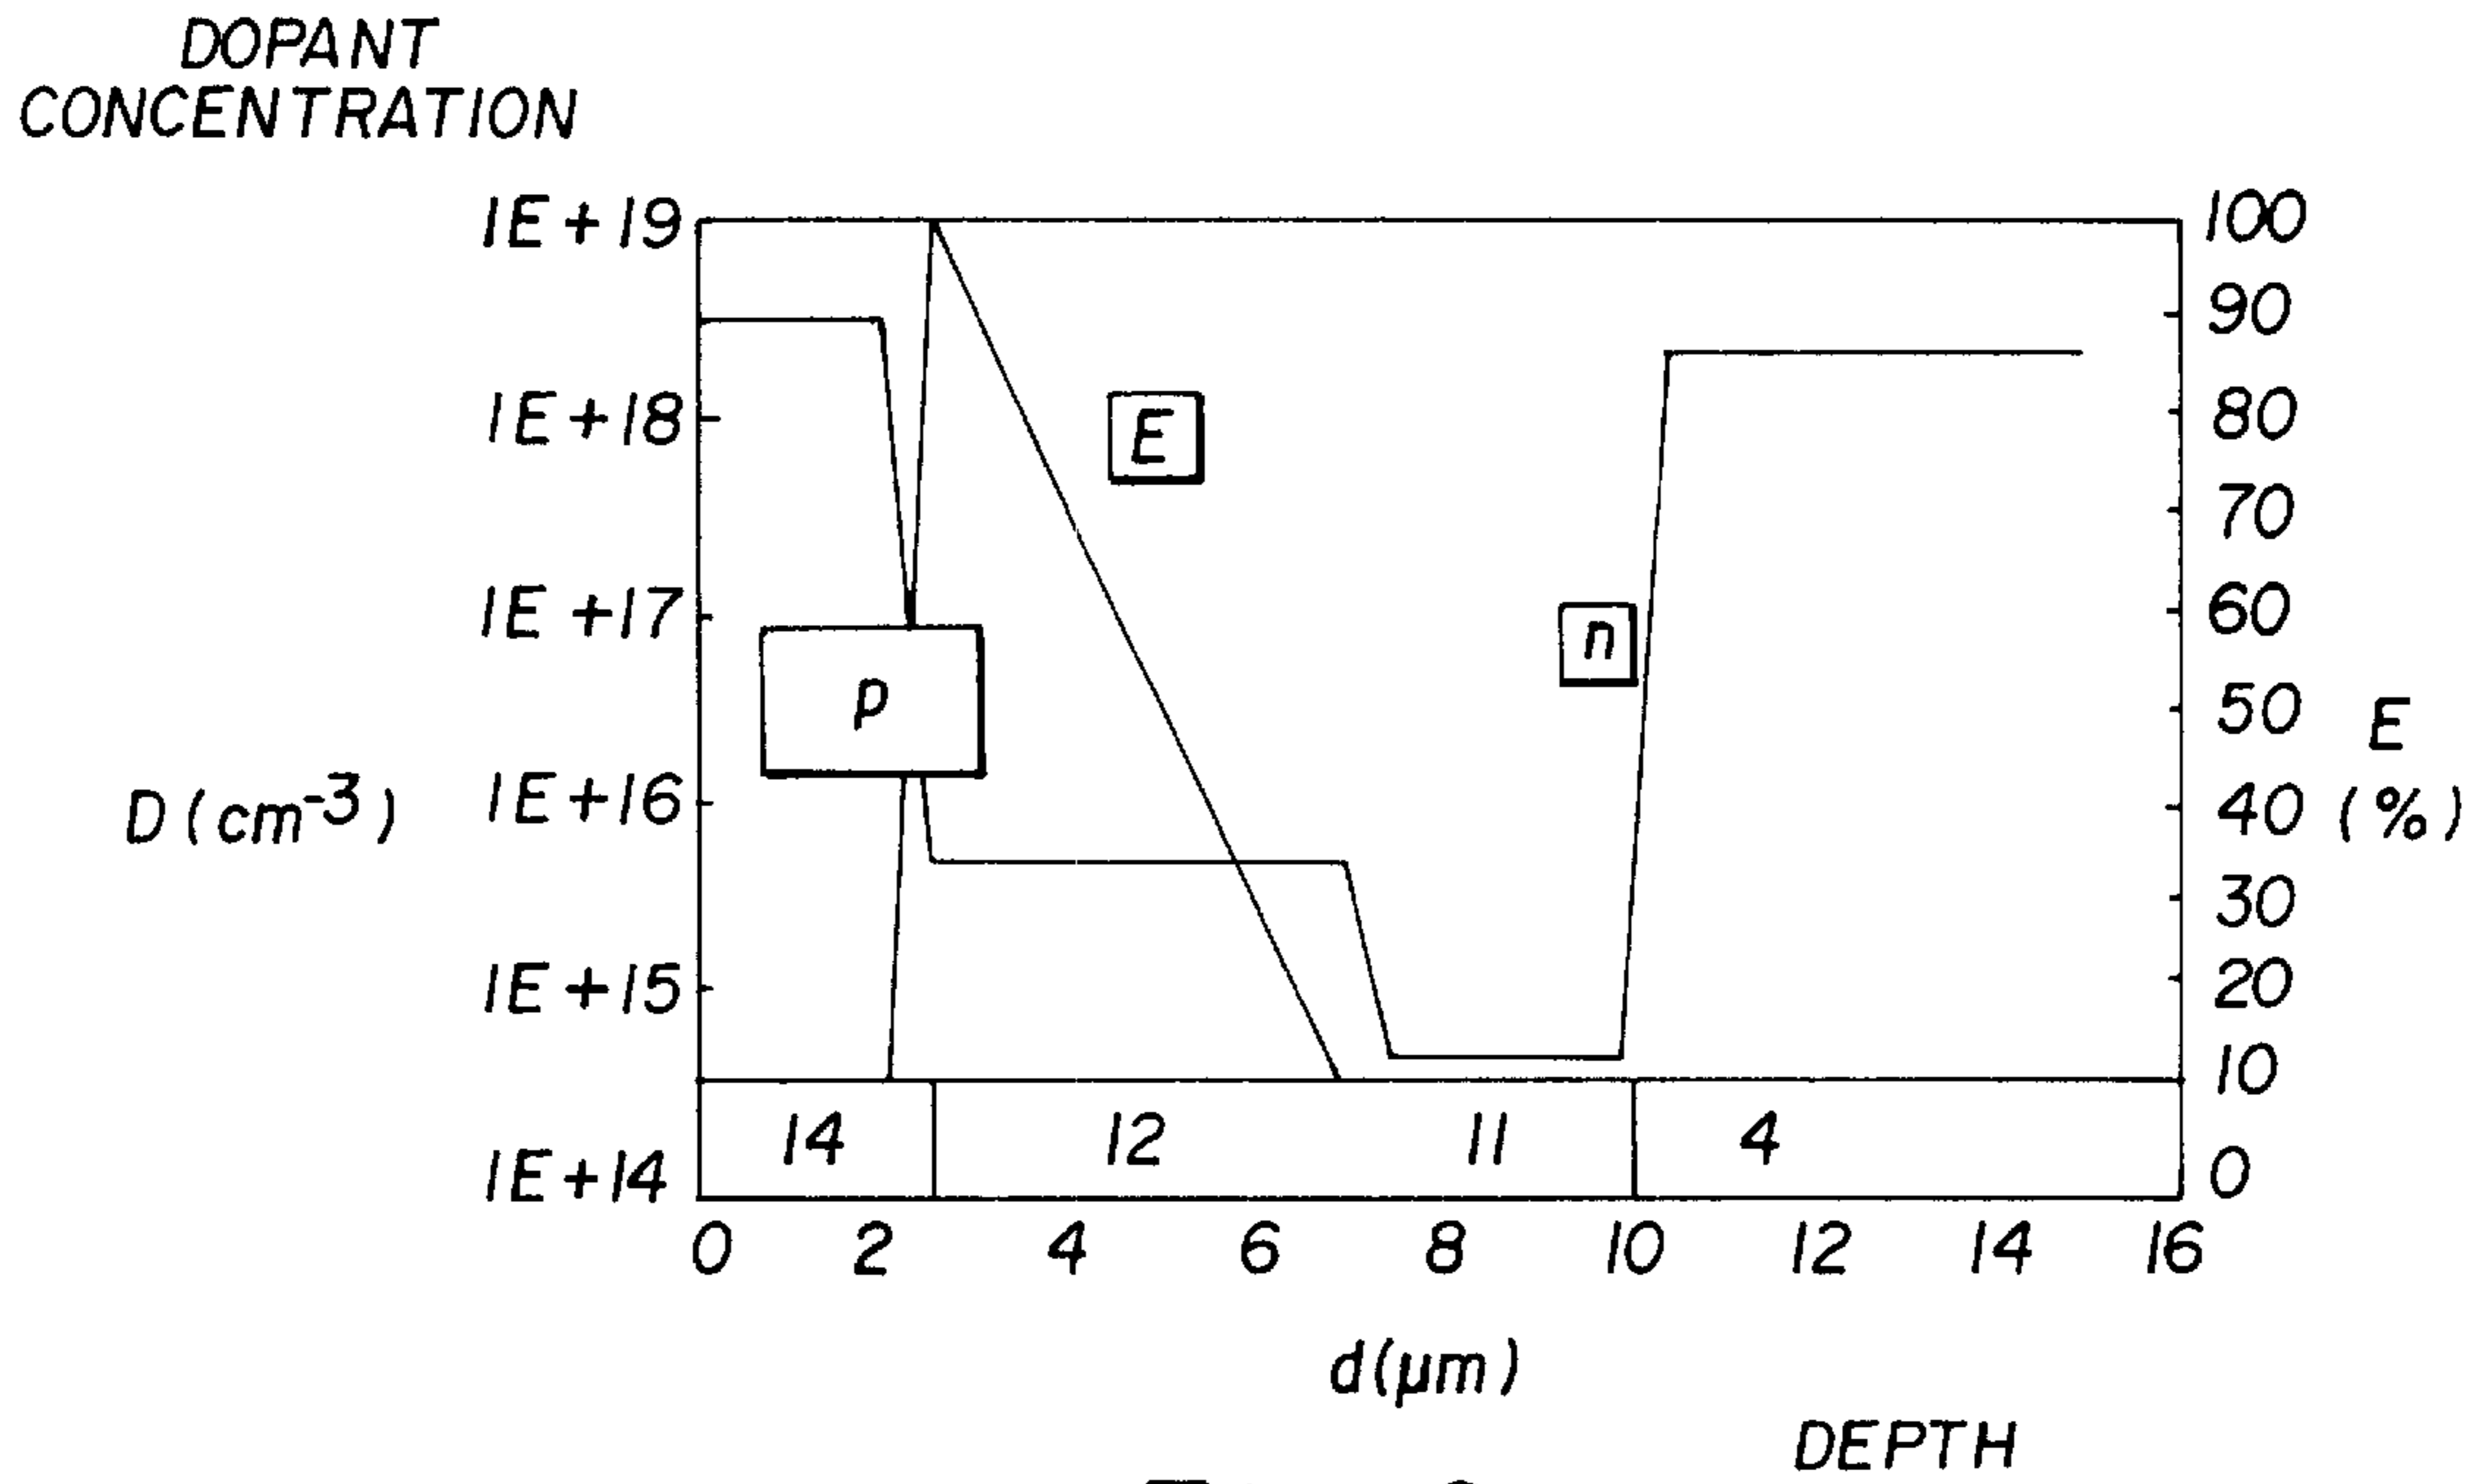 DOPANT
CONCENTRATION
1E+19
1E+18
1E+17
1E+16
1E+15
1E+14
D(cm-3)
100
90
80
70
60
50
40
30
20
10
0
E
(%)
E
n
p
14 12 11 4
0 2 4 6 8 10 12 14 16
d(μm)
DEPTH